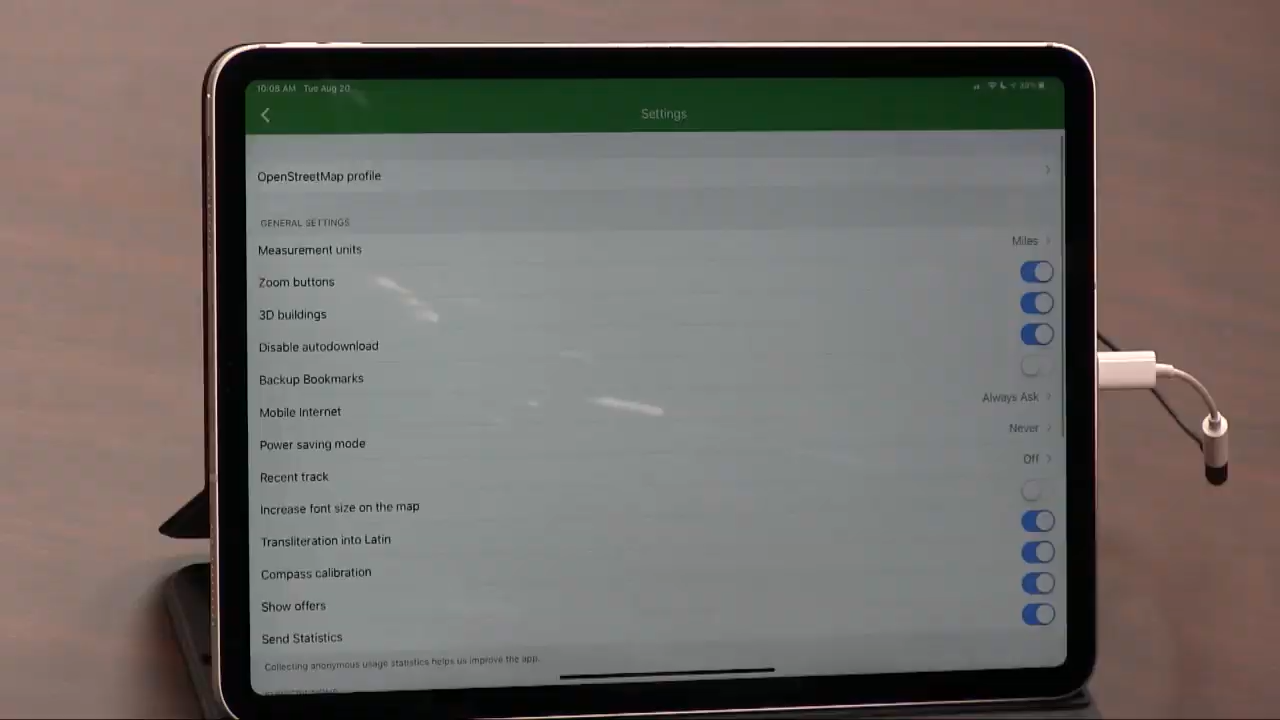 10:08 AM Tue Aug 20
Settings
OpenStreetMap profile
GENERAL SETTINGS
Measurement units Miles
Zoom buttons
3D buildings
Disable autodownload
Backup Bookmarks
Mobile Internet Always Ask
Power saving mode Never
Recent track Off
Increase font size on the map
Transliteration into Latin
Compass calibration
Show offers
Send Statistics
Collecting anonymous usage statistics helps us improve the app.